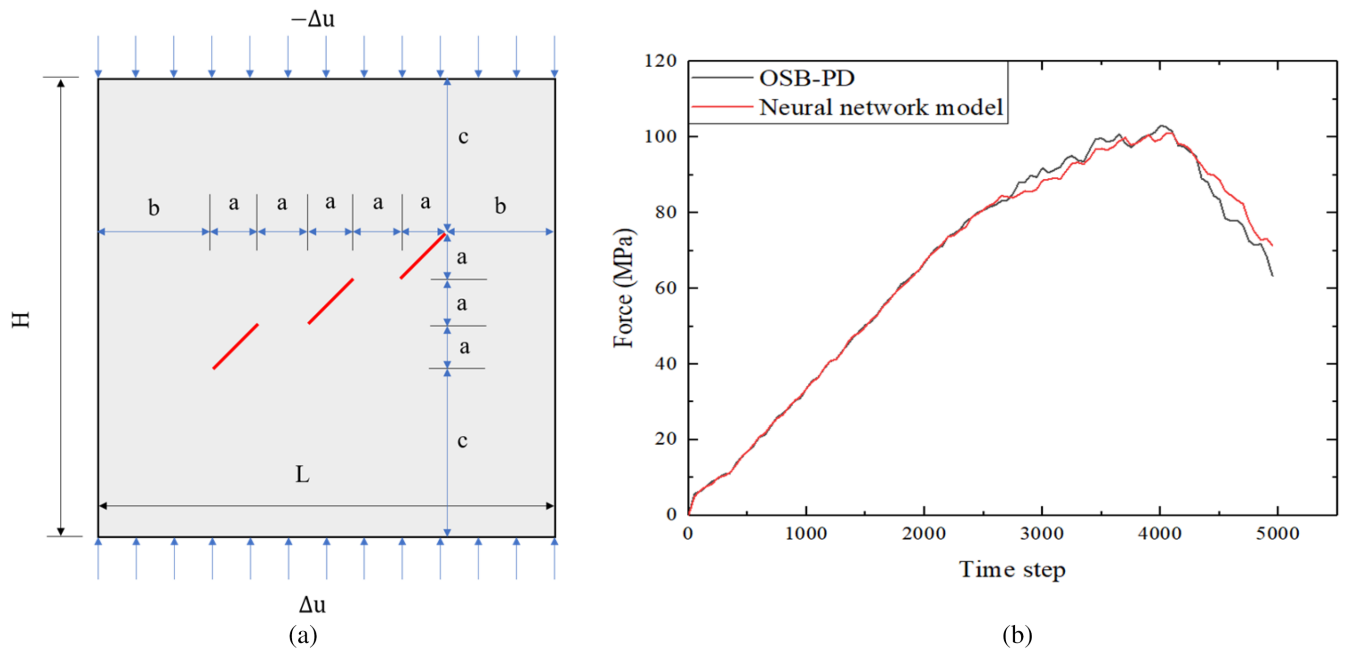 −Δu
c
b a a a a a b
a
a
a
H
c
L
Δu
(a)
120
100
80
60
40
20
0
OSB-PD
Neural network model
Force (MPa)
0 1000 2000 3000 4000 5000
Time step
(b)